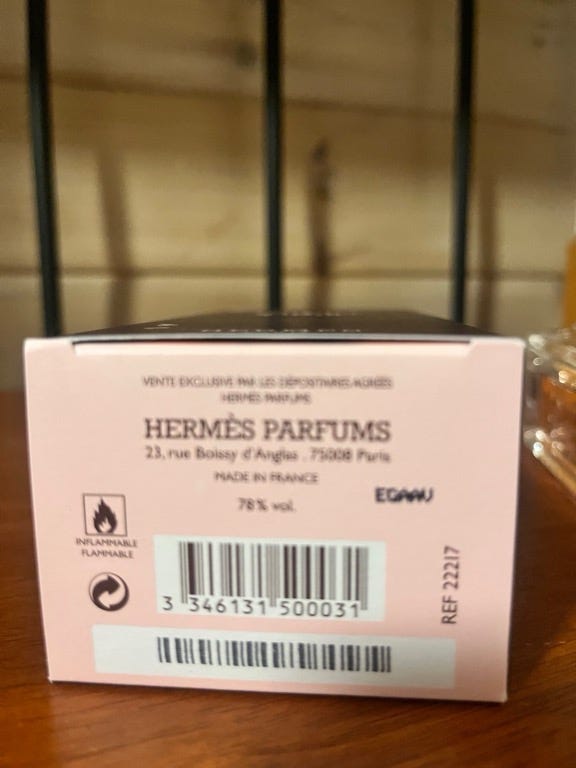 VENTE EXCLUSIVE PAR LES DÉPOSITAIRES AGRÉÉS
HERMÈS PARFUMS
HERMÈS PARFUMS
23, rue Boissy d'Anglas . 75008 Paris
MADE IN FRANCE
78% vol.
EGAAV
INFLAMMABLE
FLAMMABLE
3 346131 500031
REF 22217